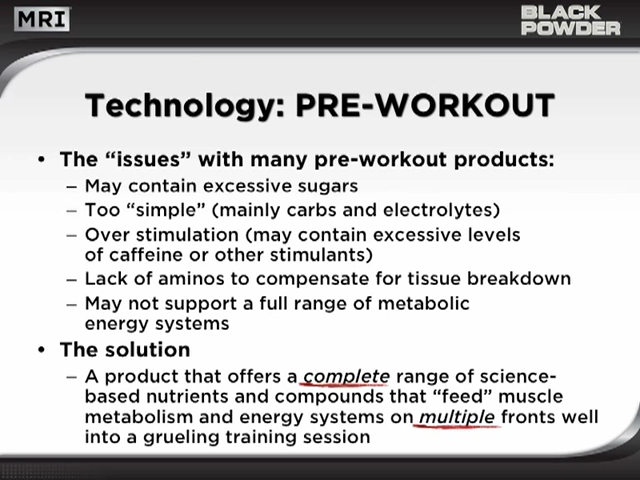 MRI
BLACK
POWDER
Technology: PRE-WORKOUT
• The “issues” with many pre-workout products:
– May contain excessive sugars
– Too “simple” (mainly carbs and electrolytes)
– Over stimulation (may contain excessive levels
of caffeine or other stimulants)
– Lack of aminos to compensate for tissue breakdown
– May not support a full range of metabolic
energy systems
• The solution
– A product that offers a complete range of science-
based nutrients and compounds that “feed” muscle
metabolism and energy systems on multiple fronts well
into a grueling training session